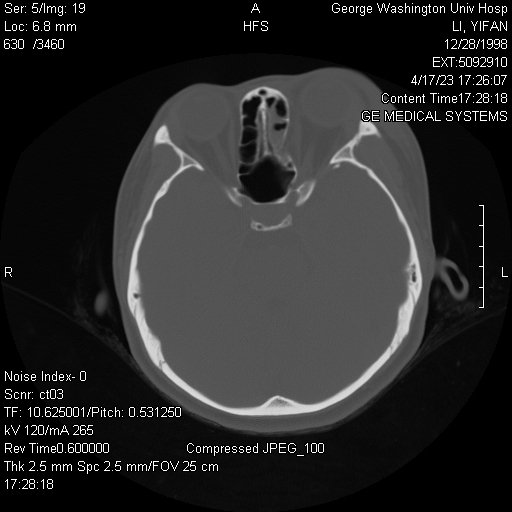 Ser: 5/Img: 19
Loc: 6.8 mm
630 /3460
A
HFS
George Washington Univ Hosp
LI, YIFAN
12/28/1998
EXT:5092910
4/17/23 17:26:07
Content Time17:28:18
GE MEDICAL SYSTEMS
R
L
Noise Index- 0
Scnr: ct03
TF: 10.625001/Pitch: 0.531250
kV 120/mA 265
Rev Time0.600000
Compressed JPEG_100
Thk 2.5 mm Spc 2.5 mm/FOV 25 cm
17:28:18